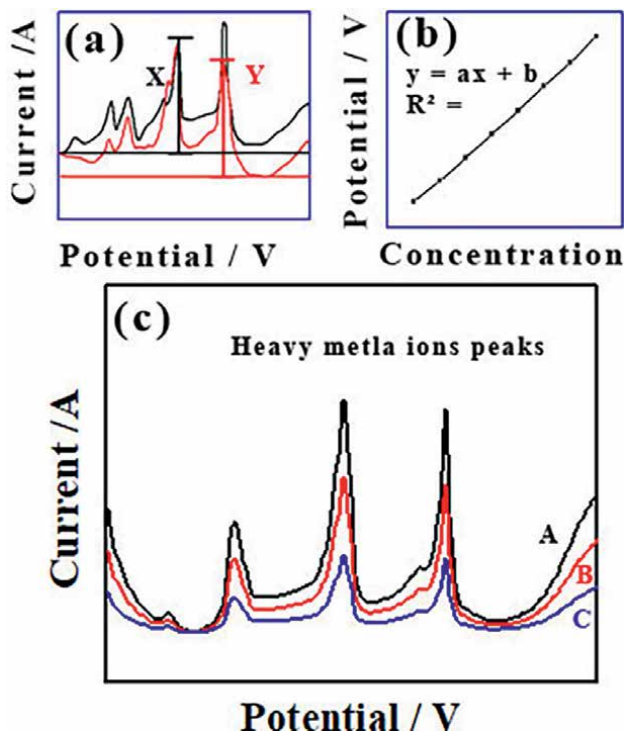 (a)
X
Y
Current /A
Potential / V
(b)
y = ax + b
R² =
Potential / V
Concentration
(c)
Heavy metla ions peaks
A
B
C
Current /A
Potential / V